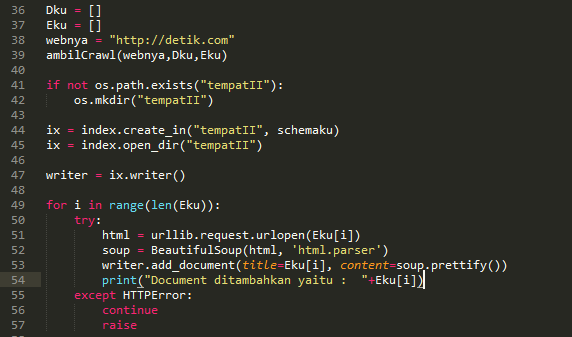 36 Dku = []
37 Eku = []
38 webnya = "http://detik.com"
39 ambilCrawl(webnya,Dku,Eku)
40
41 if not os.path.exists("tempatII"):
42     os.mkdir("tempatII")
43
44 ix = index.create_in("tempatII", schemaku)
45 ix = index.open_dir("tempatII")
46
47 writer = ix.writer()
48
49 for i in range(len(Eku)):
50     try:
51         html = urllib.request.urlopen(Eku[i])
52         soup = BeautifulSoup(html, 'html.parser')
53         writer.add_document(title=Eku[i], content=soup.prettify())
54         print("Document ditambahkan yaitu :  "+Eku[i])
55     except HTTPError:
56         continue
57         raise